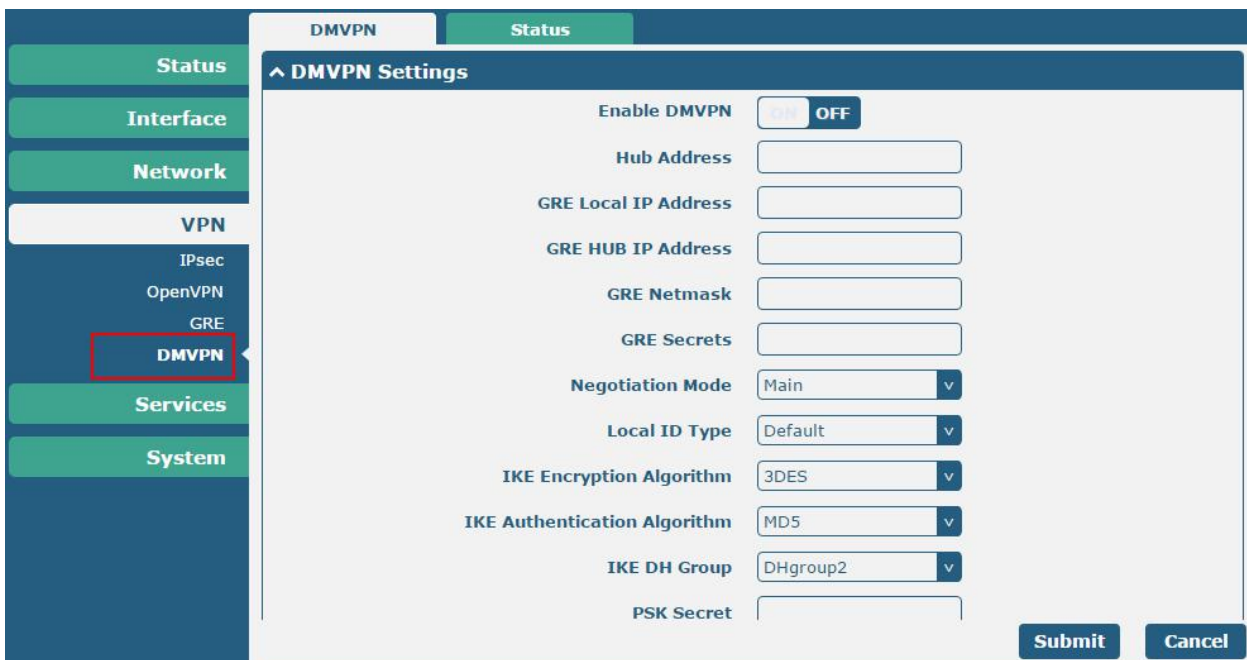 DMVPN
Status
Status
Interface
Network
VPN
IPsec
OpenVPN
GRE
DMVPN
Services
System
DMVPN Settings
Enable DMVPN ON OFF
Hub Address
GRE Local IP Address
GRE HUB IP Address
GRE Netmask
GRE Secrets
Negotiation Mode Main
Local ID Type Default
IKE Encryption Algorithm 3DES
IKE Authentication Algorithm MD5
IKE DH Group DHgroup2
PSK Secret
Submit Cancel